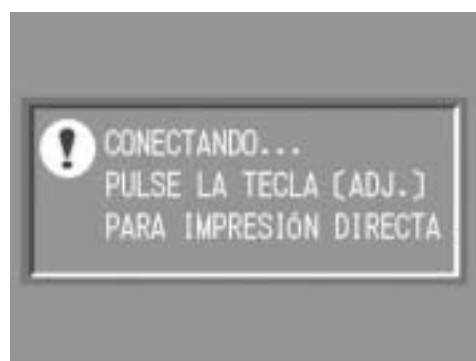 CONECTANDO...
PULSE LA TECLA (ADJ.)
PARA IMPRESIÓN DIRECTA